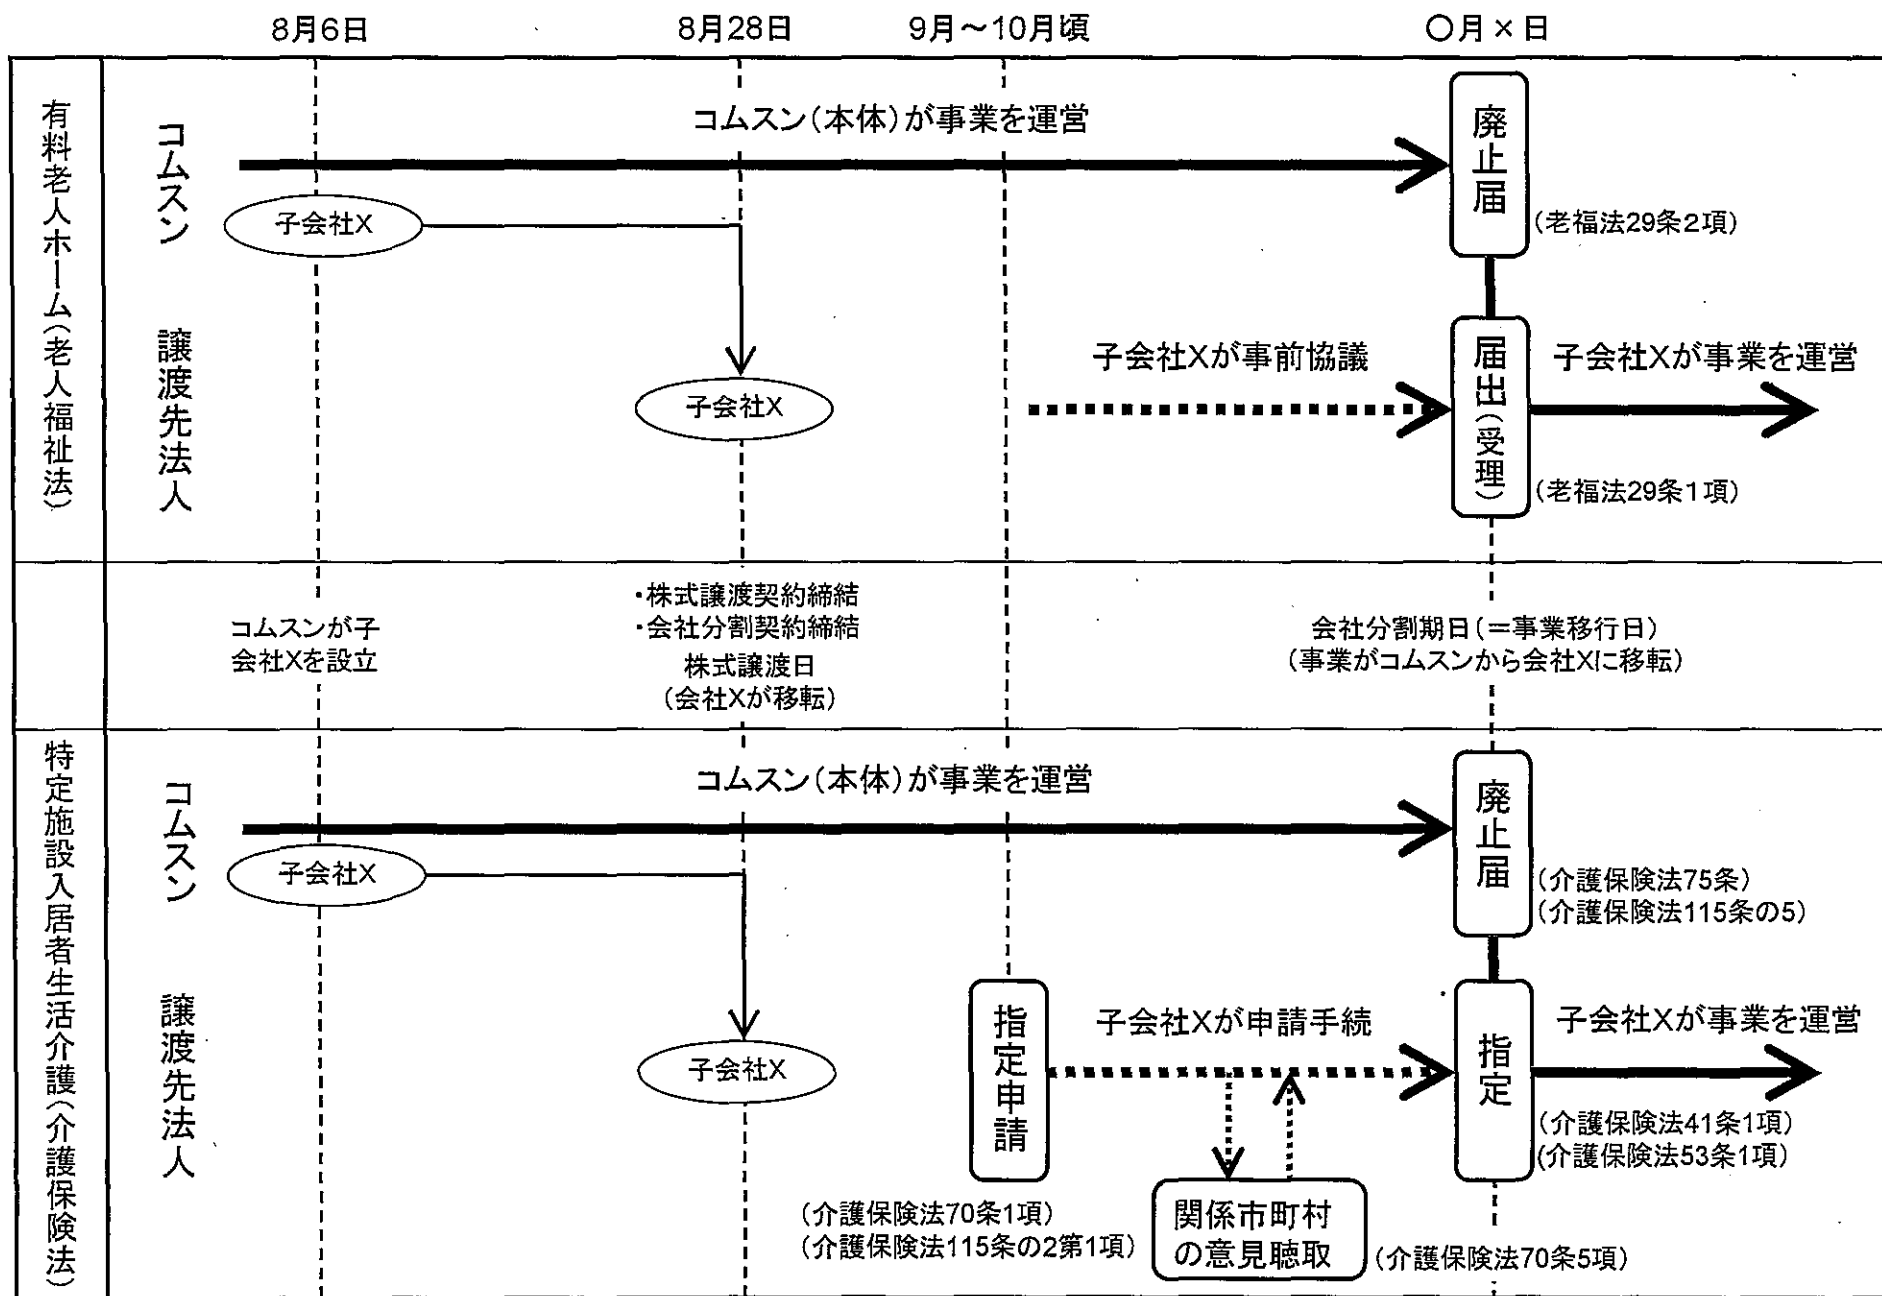 8月6日
8月28日
9月～10月頃
〇月×日
有料老人ホーム(老人福祉法)
コムスン
譲渡先法人
コムスン(本体)が事業を運営
廃止届
(老福法29条2項)
子会社X
子会社X
子会社Xが事前協議
届出(受理)
子会社Xが事業を運営
(老福法29条1項)
コムスンが子
会社Xを設立
・株式譲渡契約締結
・会社分割契約締結
株式譲渡日
(会社Xが移転)
会社分割期日(＝事業移行日)
(事業がコムスンから会社Xに移転)
特定施設入居者生活介護(介護保険法)
コムスン
譲渡先法人
コムスン(本体)が事業を運営
廃止届
(介護保険法75条)
(介護保険法115条の5)
子会社X
子会社X
指定申請
子会社Xが申請手続
指定
子会社Xが事業を運営
(介護保険法41条1項)
(介護保険法53条1項)
(介護保険法70条1項)
(介護保険法115条の2第1項)
関係市町村
の意見聴取
(介護保険法70条5項)